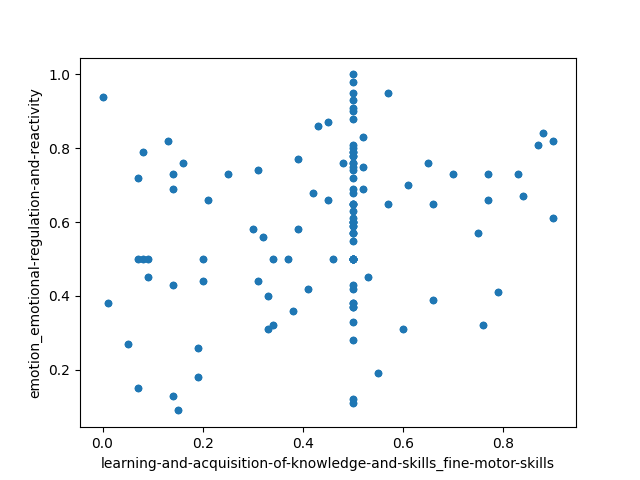 1.0
0.8
0.6
0.4
0.2
emotion_emotional-regulation-and-reactivity
0.0 0.2 0.4 0.6 0.8
learning-and-acquisition-of-knowledge-and-skills_fine-motor-skills